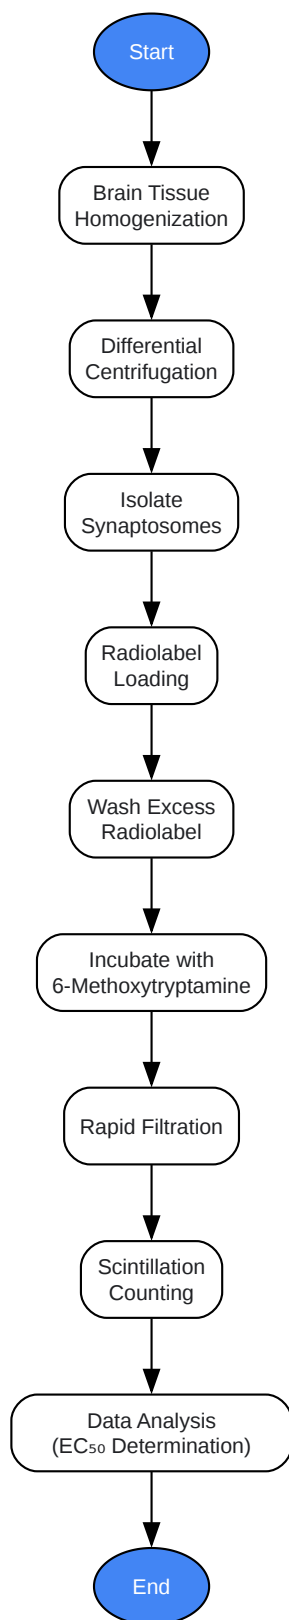 Start
Brain Tissue
Homogenization
Differential
Centrifugation
Isolate
Synaptosomes
Radiolabel
Loading
Wash Excess
Radiolabel
Incubate with
6-Methoxytryptamine
Rapid Filtration
Scintillation
Counting
Data Analysis
(EC₅₀ Determination)
End